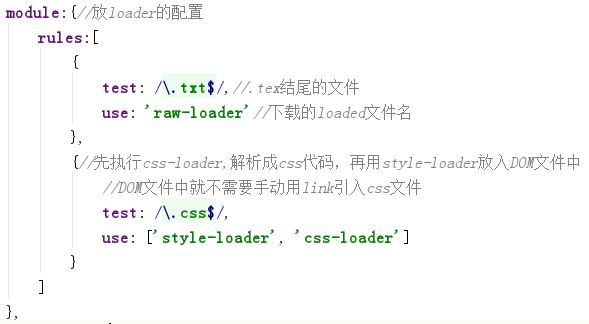 module:{//放loader的配置
rules:[
{
test: /\.txt$/,//.tex结尾的文件
use: 'raw-loader'//下载的loaded文件名
},
{//先执行css-loader,解析成css代码，再用style-loader放入DOM文件中
//DOM文件中就不需要手动用link引入css文件
test: /\.css$/,
use: ['style-loader', 'css-loader']
}
]
},